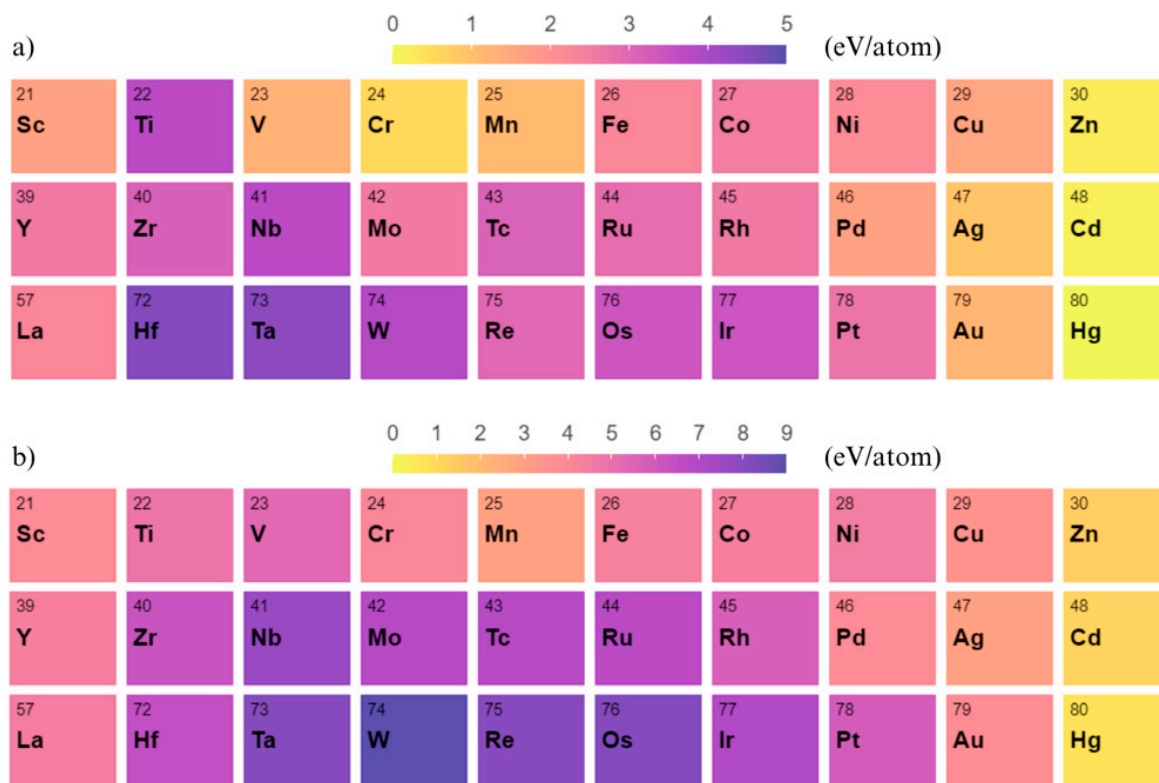 0 1 2 3 4 5
a) (eV/atom)
21 22 23 24 25 26 27 28 29 30
Sc Ti V Cr Mn Fe Co Ni Cu Zn
39 40 41 42 43 44 45 46 47 48
Y Zr Nb Mo Tc Ru Rh Pd Ag Cd
57 72 73 74 75 76 77 78 79 80
La Hf Ta W Re Os Ir Pt Au Hg
0 1 2 3 4 5 6 7 8 9
b) (eV/atom)
21 22 23 24 25 26 27 28 29 30
Sc Ti V Cr Mn Fe Co Ni Cu Zn
39 40 41 42 43 44 45 46 47 48
Y Zr Nb Mo Tc Ru Rh Pd Ag Cd
57 72 73 74 75 76 77 78 79 80
La Hf Ta W Re Os Ir Pt Au Hg